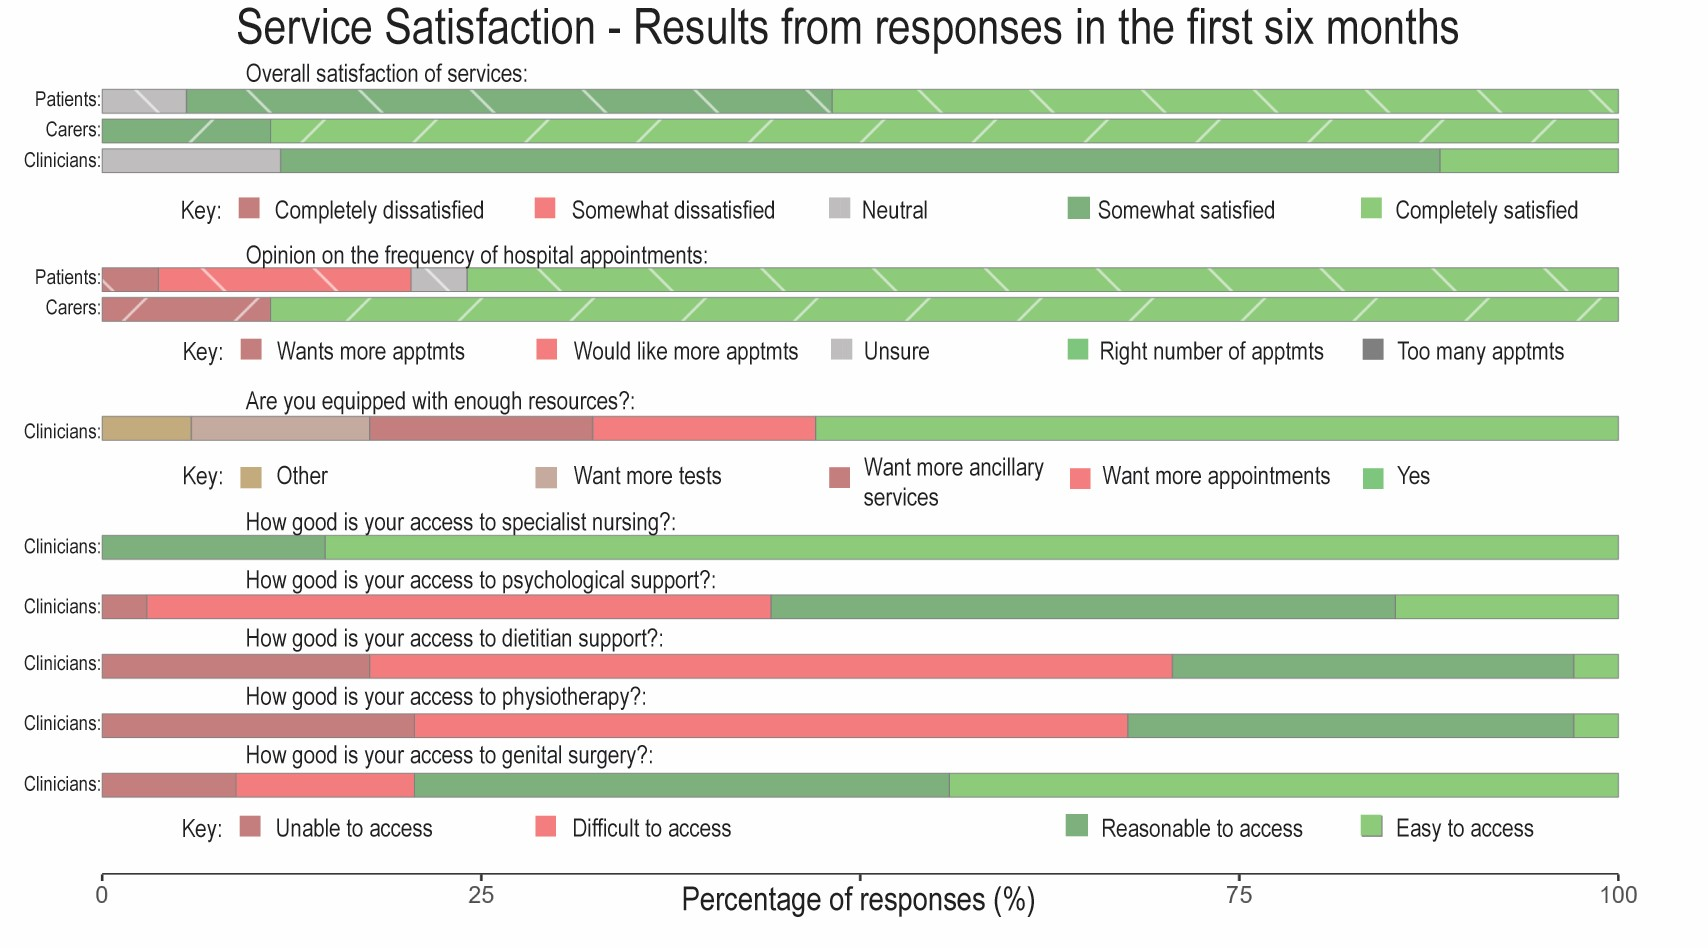 Service Satisfaction - Results from responses in the first six months
Overall satisfaction of services:
Patients:
Carers:
Clinicians:
Key: Completely dissatisfied Somewhat dissatisfied Neutral Somewhat satisfied Completely satisfied
Opinion on the frequency of hospital appointments:
Patients:
Carers:
Key: Wants more apptmts Would like more apptmts Unsure Right number of apptmts Too many apptmts
Are you equipped with enough resources?:
Clinicians:
Key: Other Want more tests Want more ancillary services Want more appointments Yes
How good is your access to specialist nursing?:
Clinicians:
How good is your access to psychological support?:
Clinicians:
How good is your access to dietitian support?:
Clinicians:
How good is your access to physiotherapy?:
Clinicians:
How good is your access to genital surgery?:
Clinicians:
Key: Unable to access Difficult to access Reasonable to access Easy to access
0 25 75 100
Percentage of responses (%)